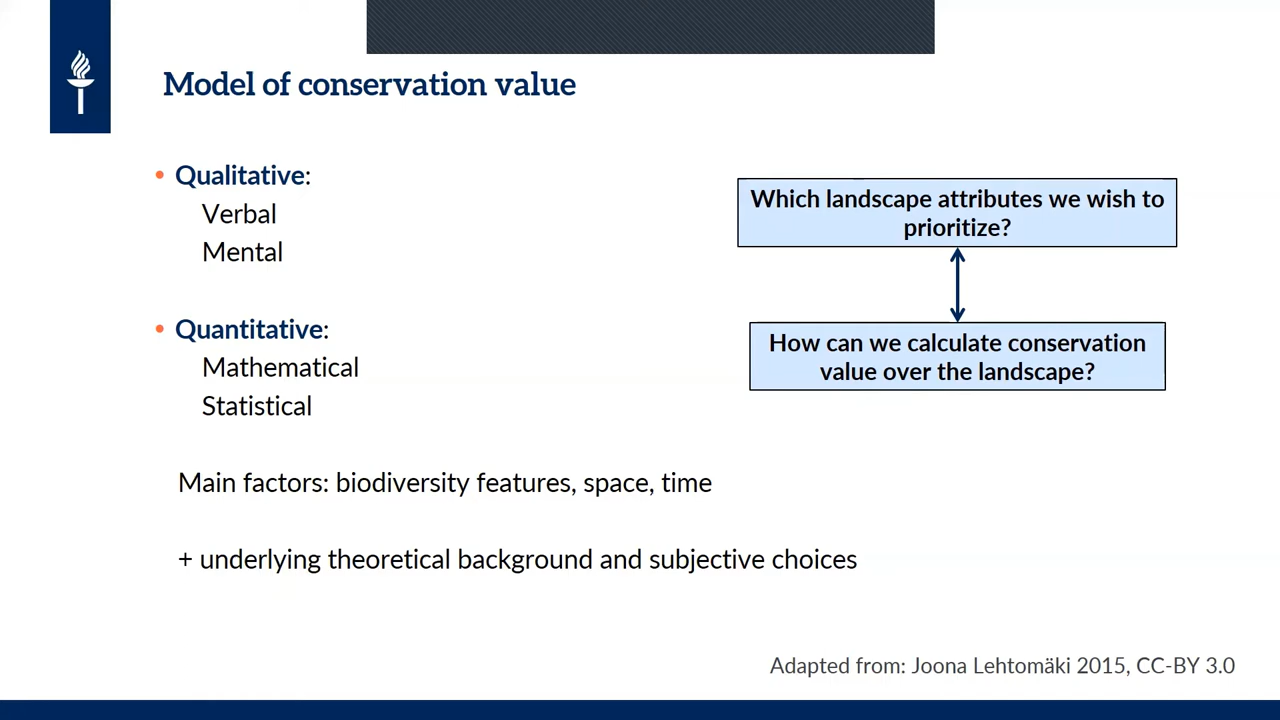 Model of conservation value
• Qualitative:
Verbal
Mental
• Quantitative:
Mathematical
Statistical
Main factors: biodiversity features, space, time
+ underlying theoretical background and subjective choices
Which landscape attributes we wish to
prioritize?
How can we calculate conservation
value over the landscape?
Adapted from: Joona Lehtomäki 2015, CC-BY 3.0